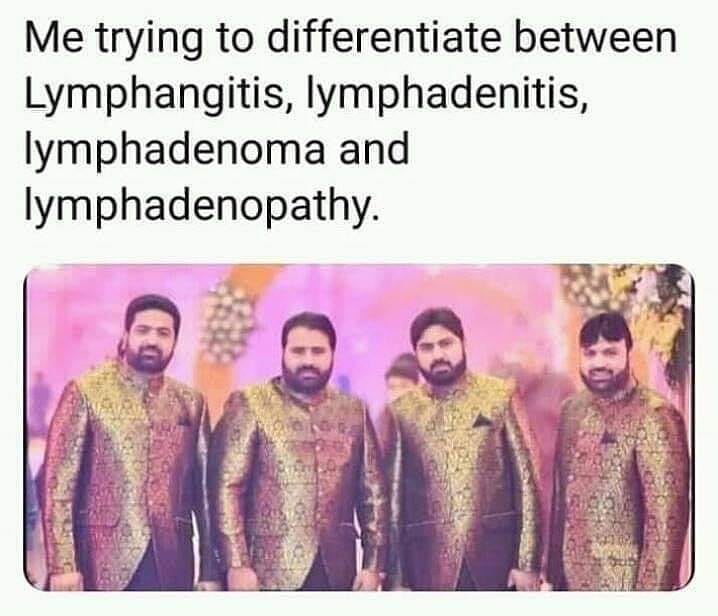 Me trying to differentiate between
Lymphangitis, lymphadenitis,
lymphadenoma and
lymphadenopathy.